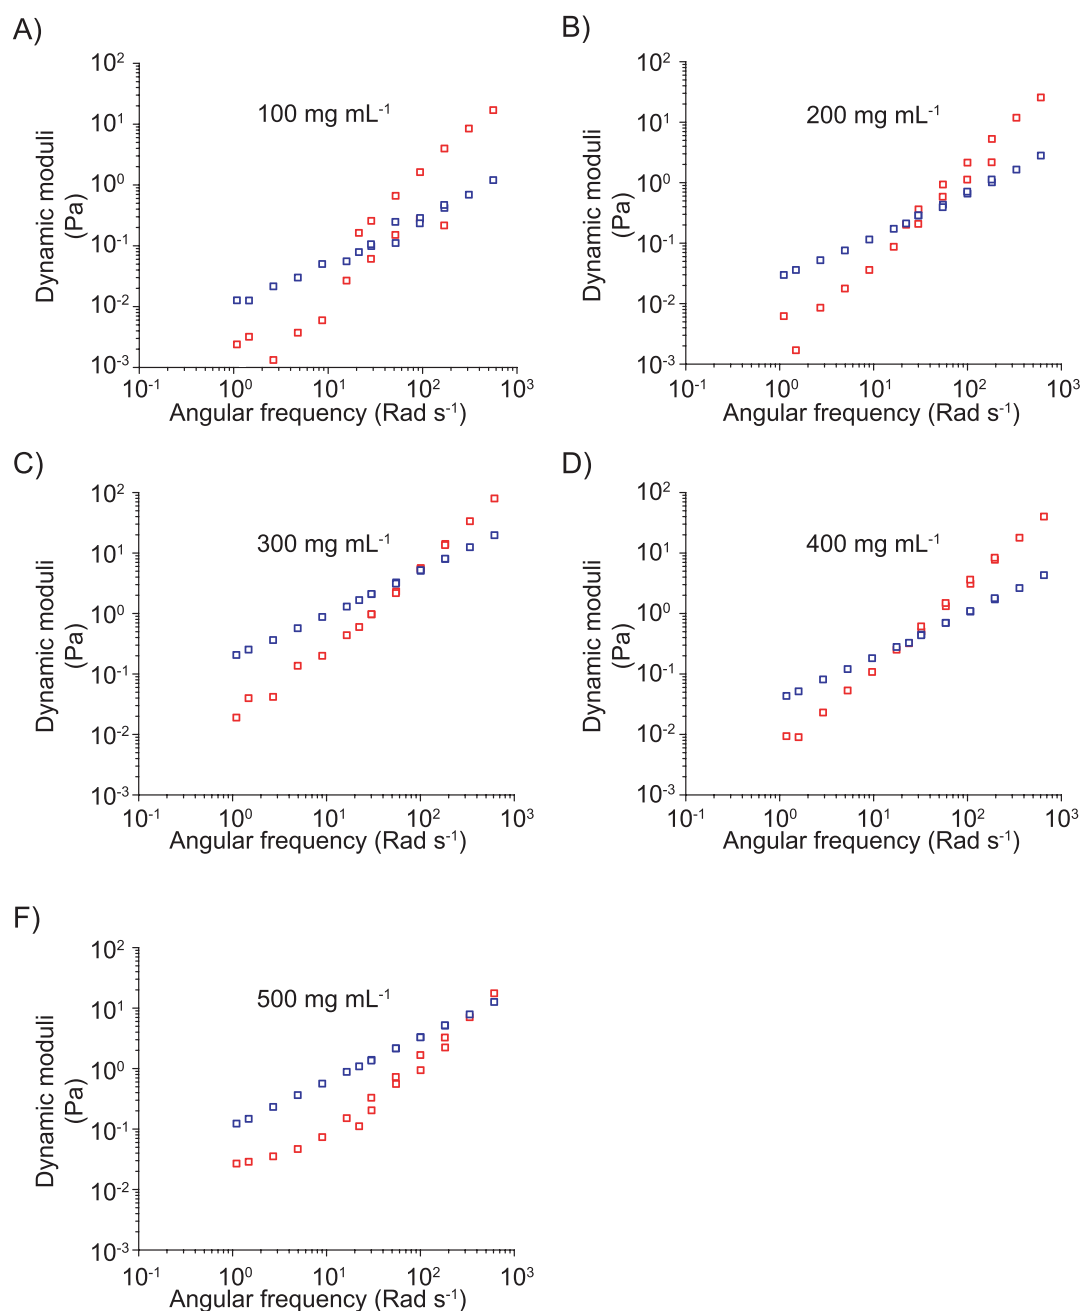 A)
100 mg mL⁻¹
Dynamic moduli
(Pa)
10²
10¹
10⁰
10⁻¹
10⁻²
10⁻³
10⁻¹ 10⁰ 10¹ 10² 10³
Angular frequency (Rad s⁻¹)
B)
200 mg mL⁻¹
Dynamic moduli
(Pa)
10²
10¹
10⁰
10⁻¹
10⁻²
10⁻³
10⁻¹ 10⁰ 10¹ 10² 10³
Angular frequency (Rad s⁻¹)
C)
300 mg mL⁻¹
Dynamic moduli
(Pa)
10²
10¹
10⁰
10⁻¹
10⁻²
10⁻³
10⁻¹ 10⁰ 10¹ 10² 10³
Angular frequency (Rad s⁻¹)
D)
400 mg mL⁻¹
Dynamic moduli
(Pa)
10²
10¹
10⁰
10⁻¹
10⁻²
10⁻³
10⁻¹ 10⁰ 10¹ 10² 10³
Angular frequency (Rad s⁻¹)
F)
500 mg mL⁻¹
Dynamic moduli
(Pa)
10²
10¹
10⁰
10⁻¹
10⁻²
10⁻³
10⁻¹ 10⁰ 10¹ 10² 10³
Angular frequency (Rad s⁻¹)